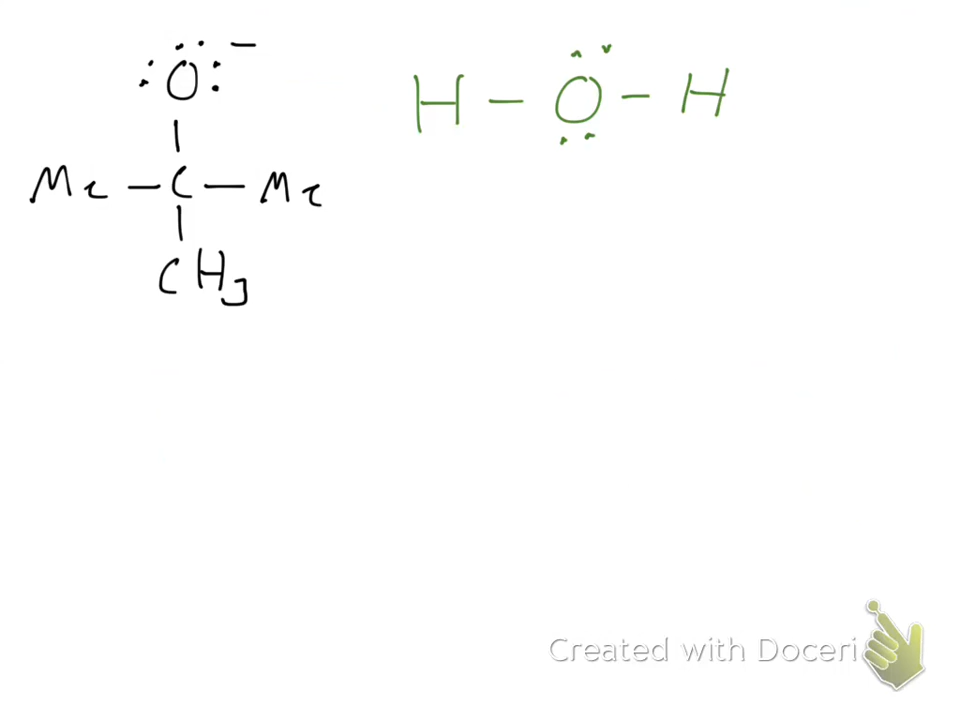 :O: –
H – O – H
Me – C – Me
CH3
Created with Doceri